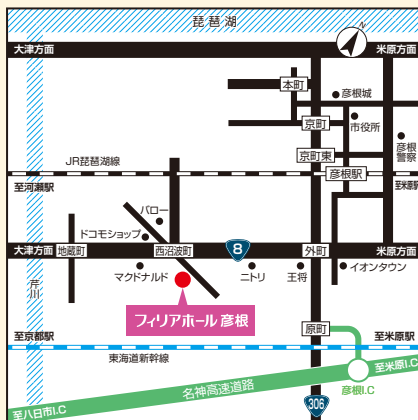 琵琶湖
N
大津方面
米原方面
本町
彦根城
京町
市役所
京町東
彦根
警察
JR琵琶湖線
彦根駅
至河瀬駅
至米原駅
バロー
ドコモショップ
大津方面
地蔵町
西沼波町
8
外町
米原方面
マクドナルド
ニトリ
王将
イオンタウン
芹川
フィリアホール 彦根
原町
至京都駅
至米原駅
東海道新幹線
名神高速道路
至米原I.C
彦根I.C
至八日市I.C
306